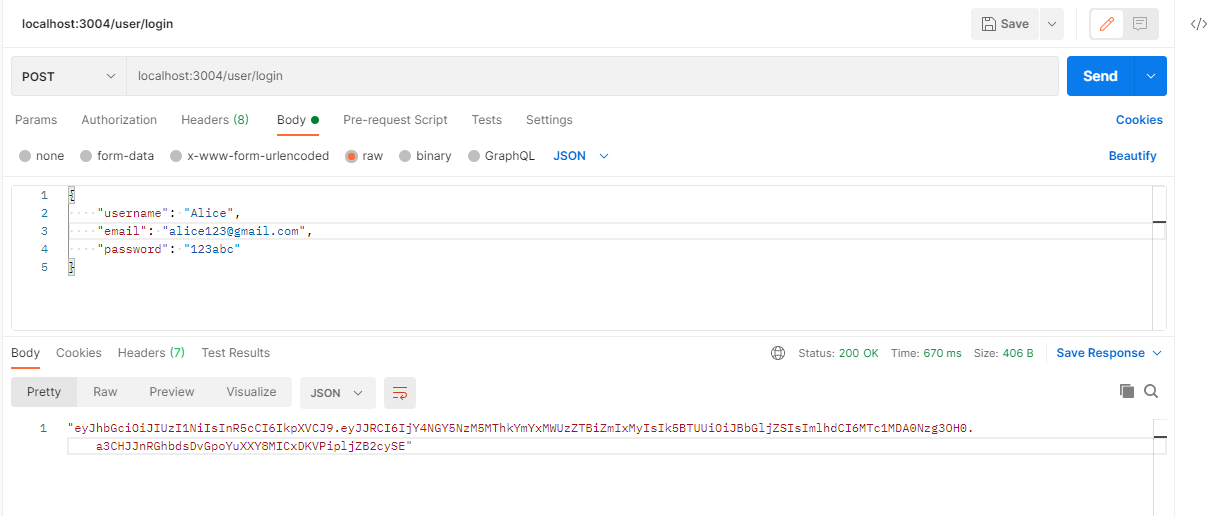 localhost:3004/user/login
Save
POST
localhost:3004/user/login
Send
Params Authorization Headers (8) Body Pre-request Script Tests Settings Cookies
none form-data x-www-form-urlencoded raw binary GraphQL JSON Beautify
1 {
2 "username": "Alice",
3 "email": "alice123@gmail.com",
4 "password": "123abc"
5 }
Body Cookies Headers (7) Test Results Status: 200 OK Time: 670 ms Size: 406 B Save Response
Pretty Raw Preview Visualize JSON
1 "eyJhbGciOiJIUzI1NiIsInR5cCI6IkpXVCJ9.eyJJRCI6IjY4NGY5NzM5MThkYmYxMWUzZTBiZmIxMyIsIk5BTUUiOiJBbGljZSIsImlhdCI6MTc1MDA0Nzg3OH0.
a3CHJJnRGhbdsDvGpoYuXXY8MICxDKVPipljZB2cySE"